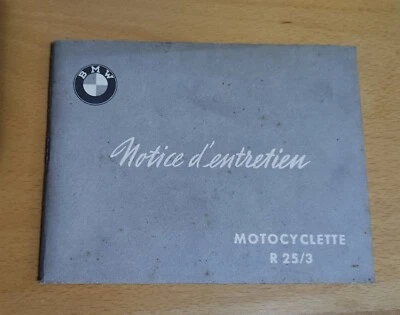 BMW
Notice d'entretien
MOTOCYCLETTE
R 25/3